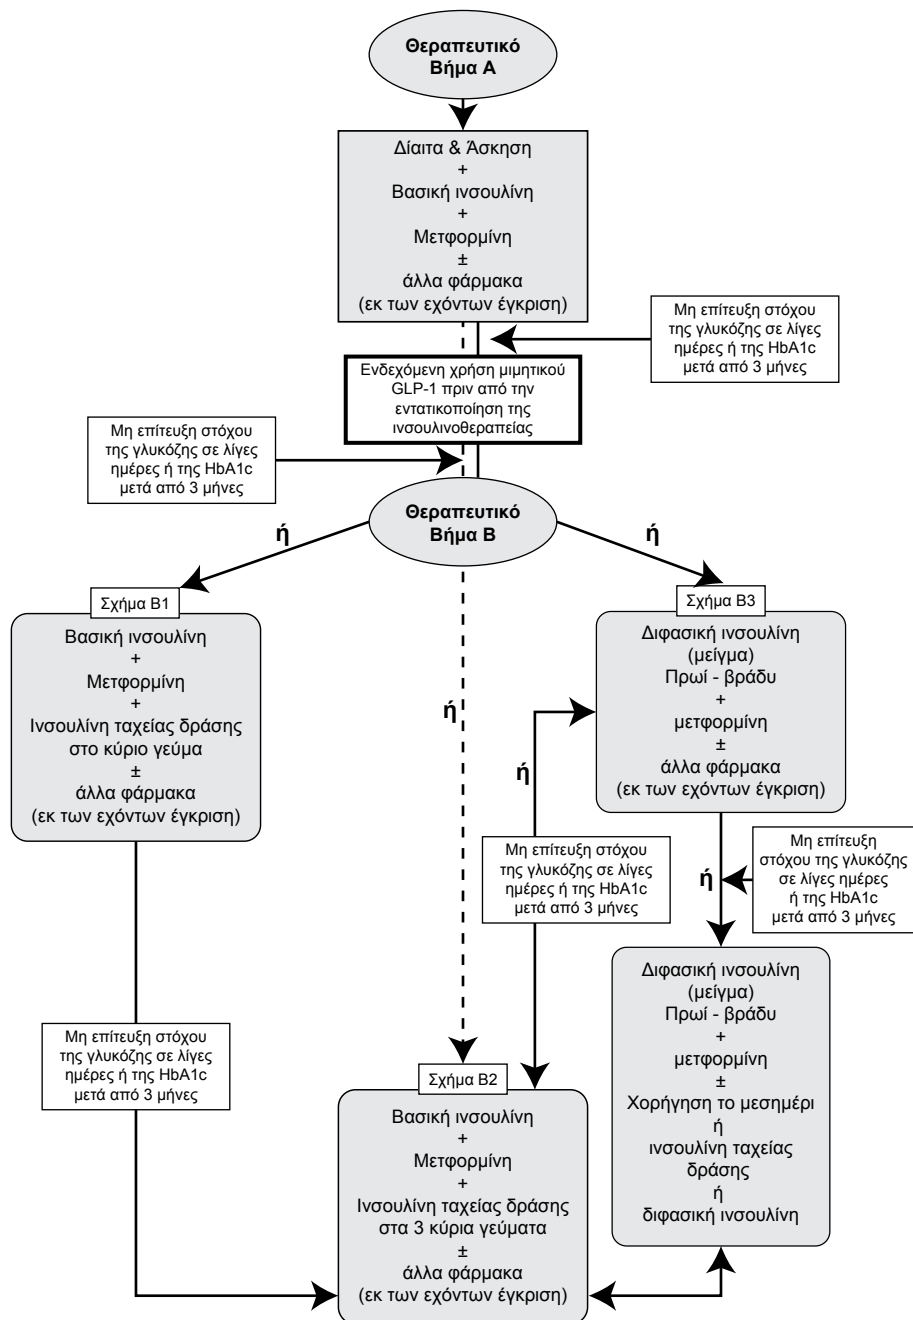 Θεραπευτικό
Βήμα Α
Δίαιτα & Άσκηση
+
Βασική ινσουλίνη
+
Μετφορμίνη
±
άλλα φάρμακα
(εκ των εχόντων έγκριση)
Μη επίτευξη στόχου
της γλυκόζης σε λίγες
ημέρες ή της HbA1c
μετά από 3 μήνες
Ενδεχόμενη χρήση μιμητικού
GLP-1 πριν από την
εντατικοποίηση της
ινσουλινοθεραπείας
Μη επίτευξη στόχου
της γλυκόζης σε λίγες
ημέρες ή της HbA1c
μετά από 3 μήνες
Θεραπευτικό
Βήμα Β
ή
ή
Σχήμα Β1
Βασική ινσουλίνη
+
Μετφορμίνη
+
Ινσουλίνη ταχείας δράσης
στο κύριο γεύμα
±
άλλα φάρμακα
(εκ των εχόντων έγκριση)
Σχήμα Β3
Διφασική ινσουλίνη
(μείγμα)
Πρωί - βράδυ
+
μετφορμίνη
±
άλλα φάρμακα
(εκ των εχόντων έγκριση)
ή
ή
Μη επίτευξη στόχου
της γλυκόζης σε λίγες
ημέρες ή της HbA1c
μετά από 3 μήνες
ή
Μη επίτευξη
στόχου της γλυκόζης
σε λίγες ημέρες
ή της HbA1c
μετά από 3 μήνες
Διφασική ινσουλίνη
(μείγμα)
Πρωί - βράδυ
+
μετφορμίνη
±
Χορήγηση το μεσημέρι
ή
ινσουλίνη ταχείας
δράσης
ή
διφασική ινσουλίνη
Μη επίτευξη στόχου
της γλυκόζης σε λίγες
ημέρες ή της HbA1c
μετά από 3 μήνες
Σχήμα Β2
Βασική ινσουλίνη
+
Μετφορμίνη
+
Ινσουλίνη ταχείας δράσης
στα 3 κύρια γεύματα
±
άλλα φάρμακα
(εκ των εχόντων έγκριση)